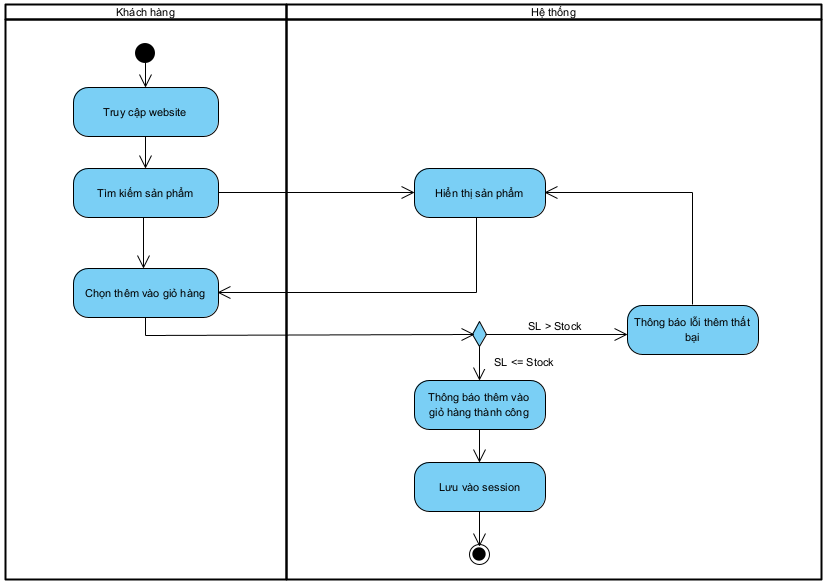 Khách hàng
Hệ thống
Truy cập website
Tìm kiếm sản phẩm
Hiển thị sản phẩm
Chọn thêm vào giỏ hàng
SL > Stock
Thông báo lỗi thêm thất
bại
SL <= Stock
Thông báo thêm vào
giỏ hàng thành công
Lưu vào session